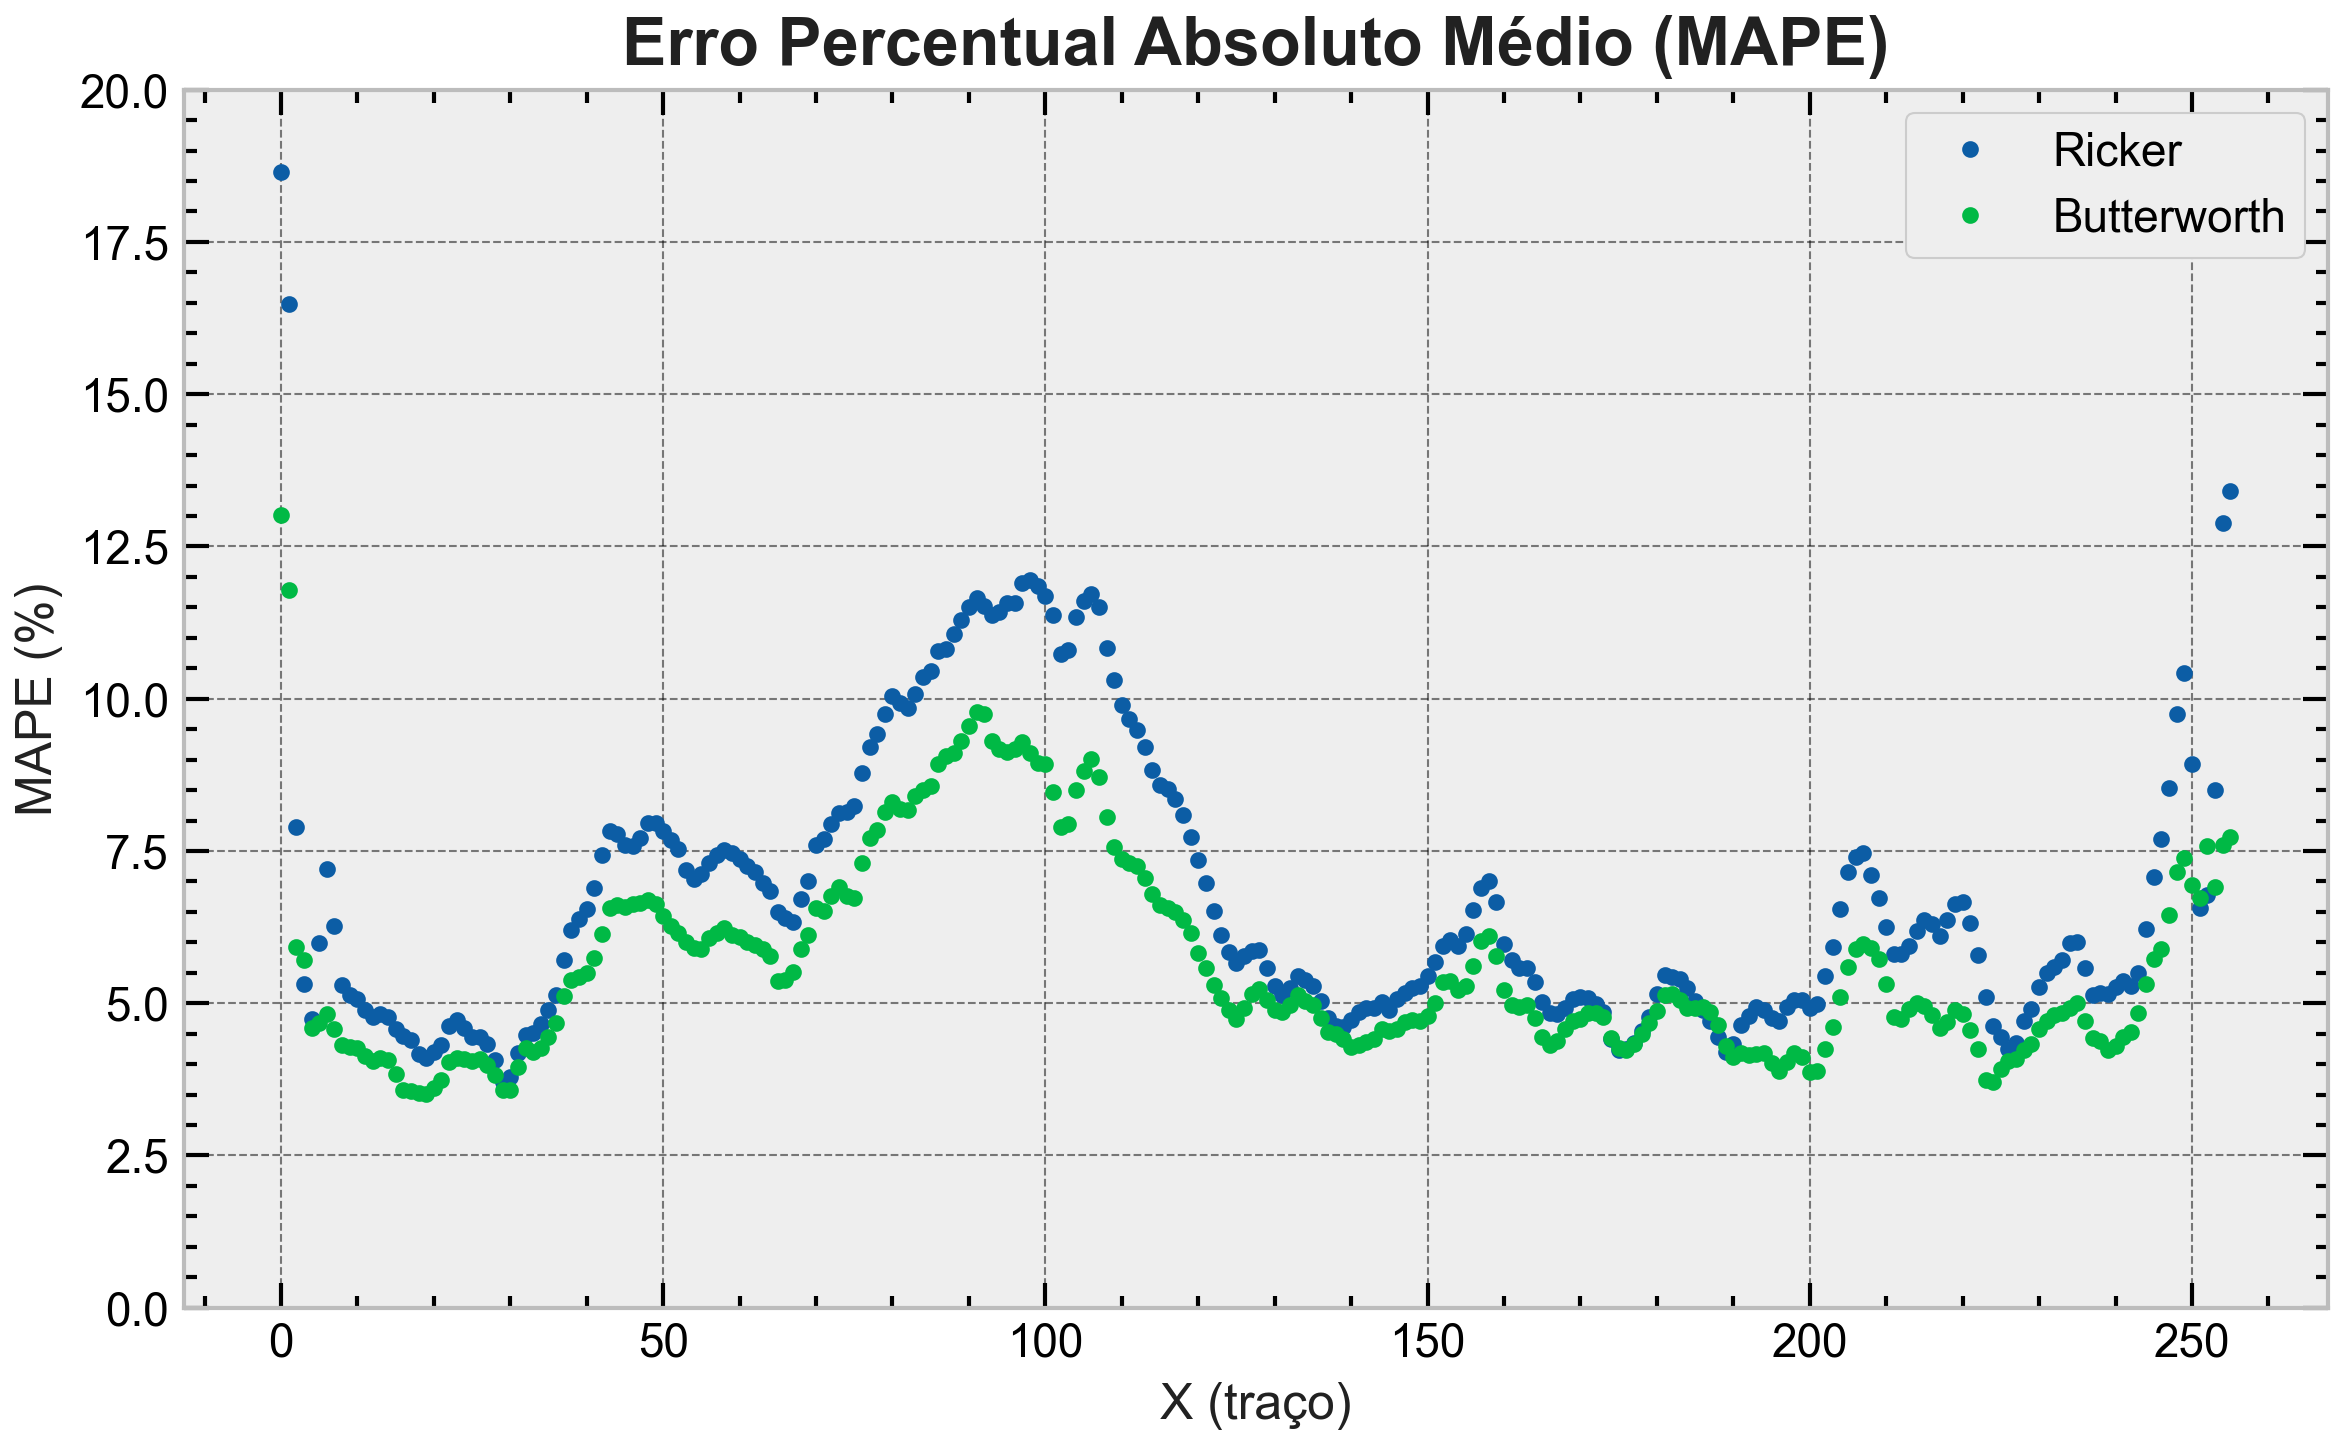 Erro Percentual Absoluto Médio (MAPE)
20.0
17.5
15.0
12.5
10.0
7.5
5.0
2.5
0.0
MAPE (%)
Ricker
Butterworth
0 50 100 150 200 250
X (traço)